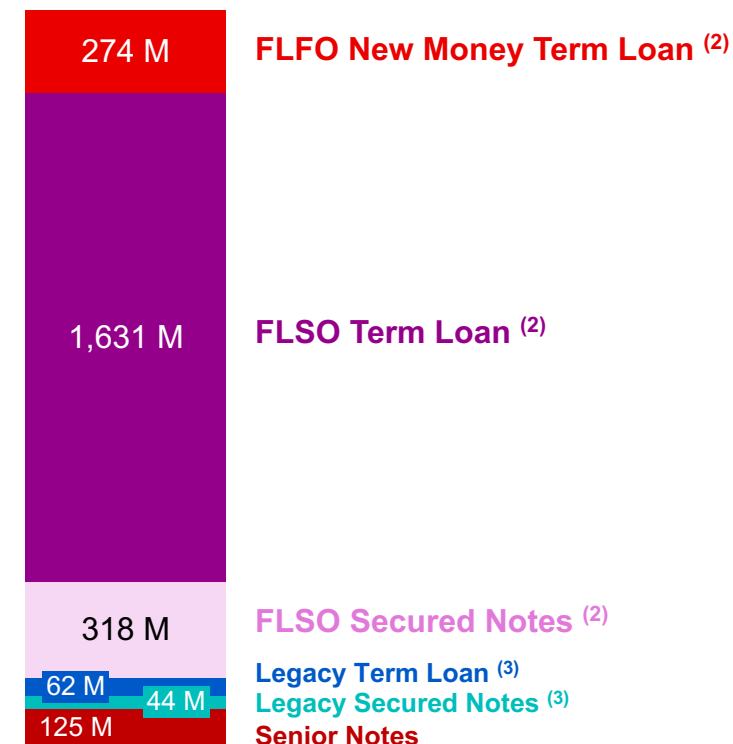 274 M FLFO New Money Term Loan (2)
1,631 M FLSO Term Loan (2)
318 M FLSO Secured Notes (2)
62 M Legacy Term Loan (3)
44 M Legacy Secured Notes (3)
125 M Senior Notes